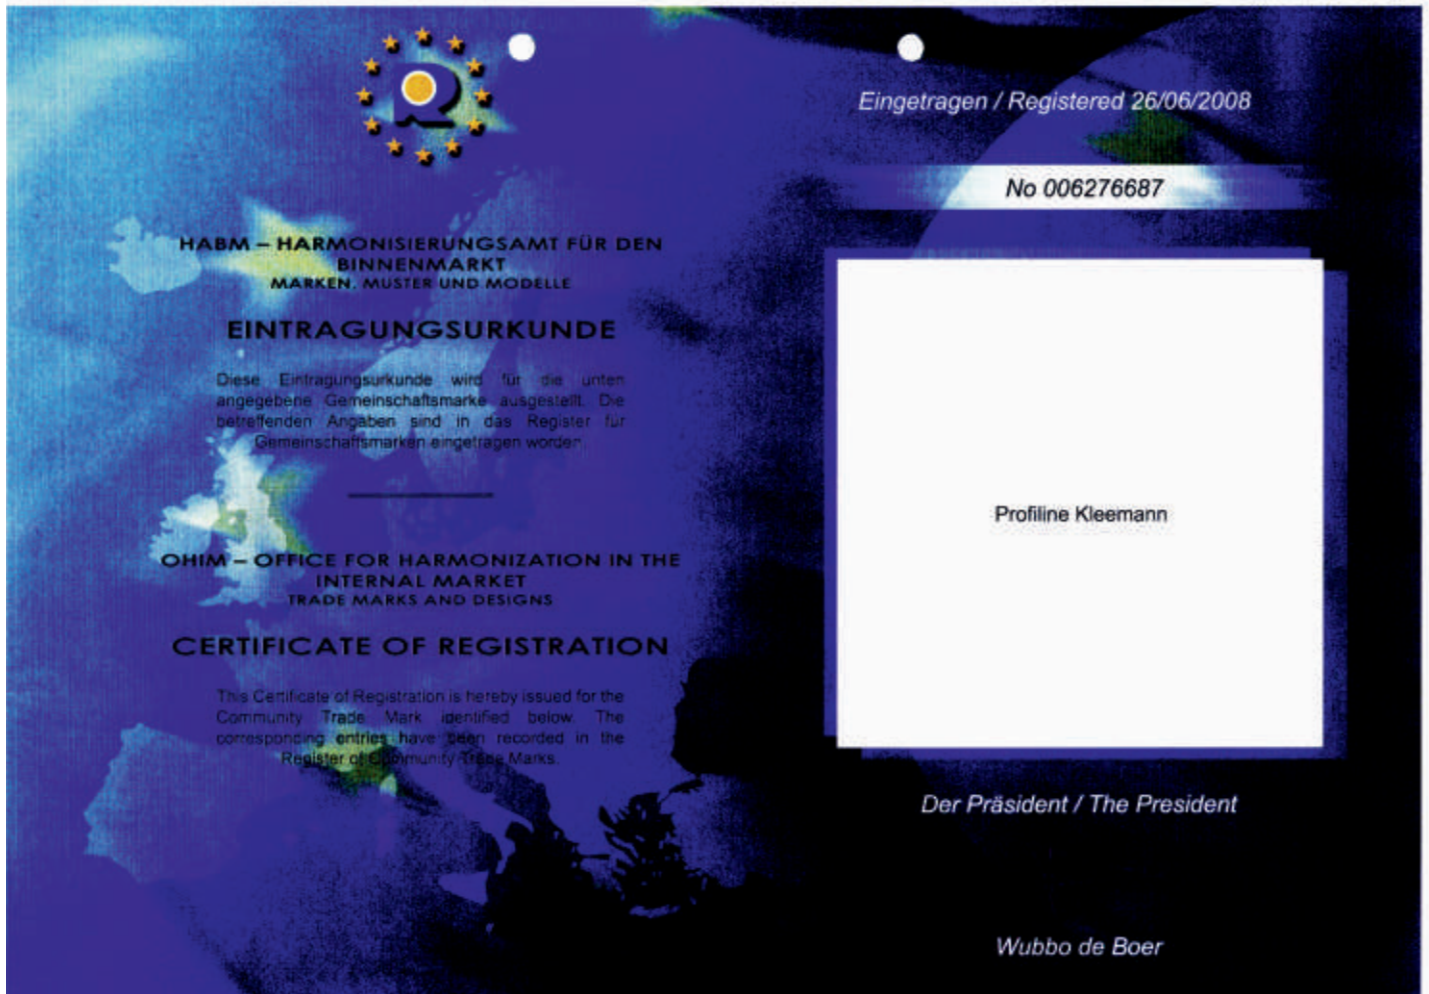 R
HABM – HARMONISIERUNGSAMT FÜR DEN
BINNENMARKT
MARKEN, MUSTER UND MODELLE
EINTRAGUNGSURKUNDE
Diese Eintragungsurkunde wird für die unten
angegebene Gemeinschaftsmarke ausgestellt. Die
betreffenden Angaben sind in das Register für
Gemeinschaftsmarken eingetragen worden.
OHIM – OFFICE FOR HARMONIZATION IN THE
INTERNAL MARKET
TRADE MARKS AND DESIGNS
CERTIFICATE OF REGISTRATION
This Certificate of Registration is hereby issued for the
Community Trade Mark identified below. The
corresponding entries have been recorded in the
Register of Community Trade Marks.
Eingetragen / Registered 26/06/2008
No 006276687
Profiline Kleemann
Der Präsident / The President
Wubbo de Boer